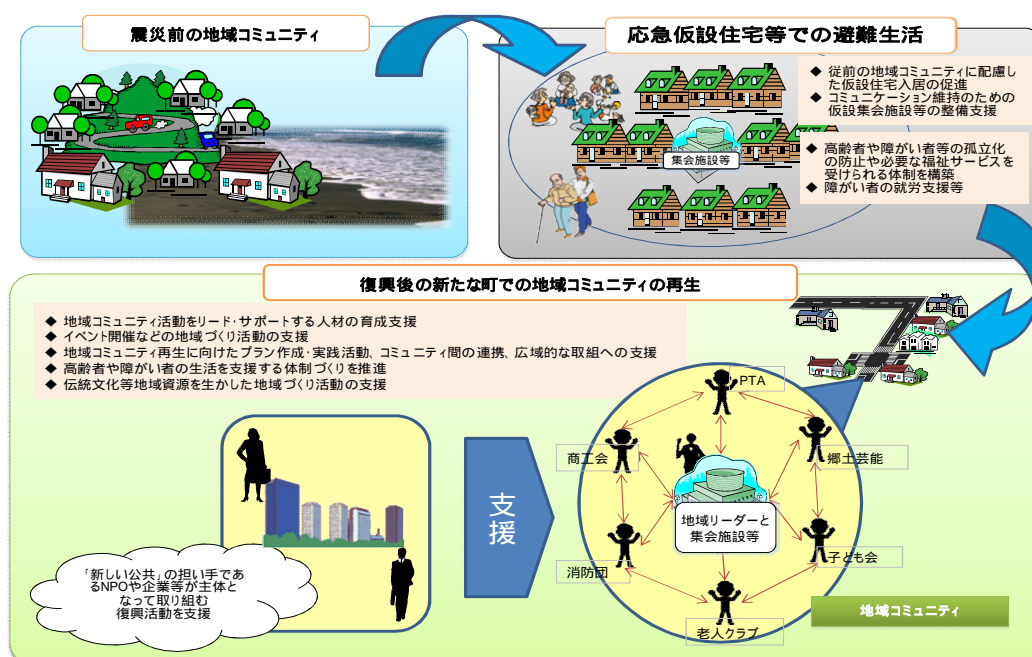 震災前の地域コミュニティ
応急仮設住宅等での避難生活
◆ 従前の地域コミュニティに配慮し
た仮設住宅入居の促進
◆ コミュニケーション維持のための
仮設集会施設等の整備支援
◆ 高齢者や障がい者等の孤立化
の防止や必要な福祉サービスを
受けられる体制を構築
◆ 障がい者の就労支援等
集会施設等
復興後の新たな町での地域コミュニティの再生
◆ 地域コミュニティ活動をリード・サポートする人材の育成支援
◆ イベント開催などの地域づくり活動の支援
◆ 地域コミュニティ再生に向けたプラン作成・実践活動、コミュニティ間の連携、広域的な取組への支援
◆ 高齢者や障がい者の生活を支援する体制づくりを推進
◆ 伝統文化等地域資源を生かした地域づくり活動の支援
「新しい公共」の担い手であ
るNPOや企業等が主体と
なって取り組む
復興活動を支援
支援
PTA
商工会
郷土芸能
地域リーダーと
集会施設等
消防団
子ども会
老人クラブ
地域コミュニティ